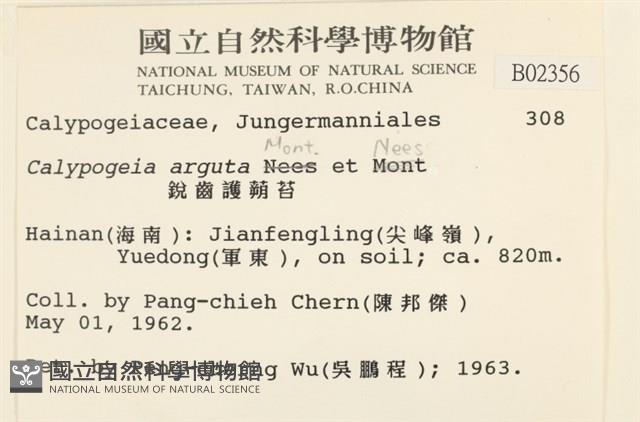 國立自然科學博物館
NATIONAL MUSEUM OF NATURAL SCIENCE
TAICHUNG, TAIWAN, R.O.CHINA
B02356
Calypogeiaceae, Jungermanniales 308
Mont. Nees
Calypogeia arguta Nees et Mont
銳齒護蒴苔
Hainan(海南): Jianfengling(尖峰嶺),
Yuedong(軍東), on soil; ca. 820m.
Coll. by Pang-chieh Chern(陳邦傑)
May 01, 1962.
by Wu(吳鵬程); 1963.
國立自然科學博物館
NATIONAL MUSEUM OF NATURAL SCIENCE